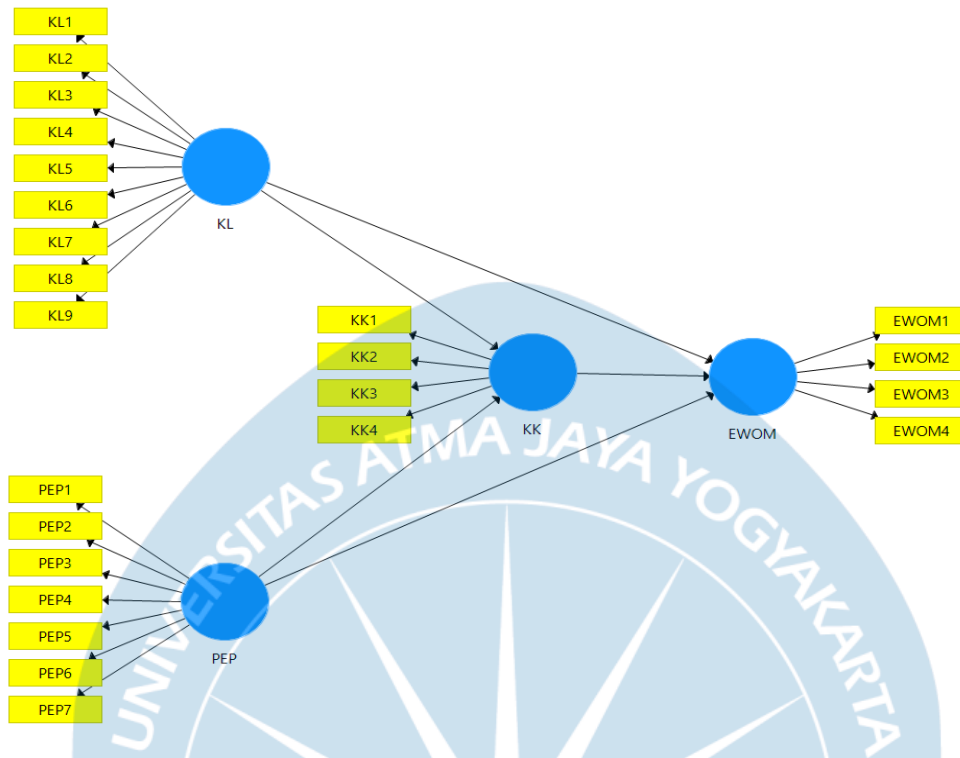 KL1
KL2
KL3
KL4
KL5
KL6
KL7
KL8
KL9
KL
KK1
KK2
KK3
KK4
KK
EWOM1
EWOM2
EWOM3
EWOM4
EWOM
PEP1
PEP2
PEP3
PEP4
PEP5
PEP6
PEP7
PEP
UNIVERSITAS ATMA JAYA YOGYAKARTA